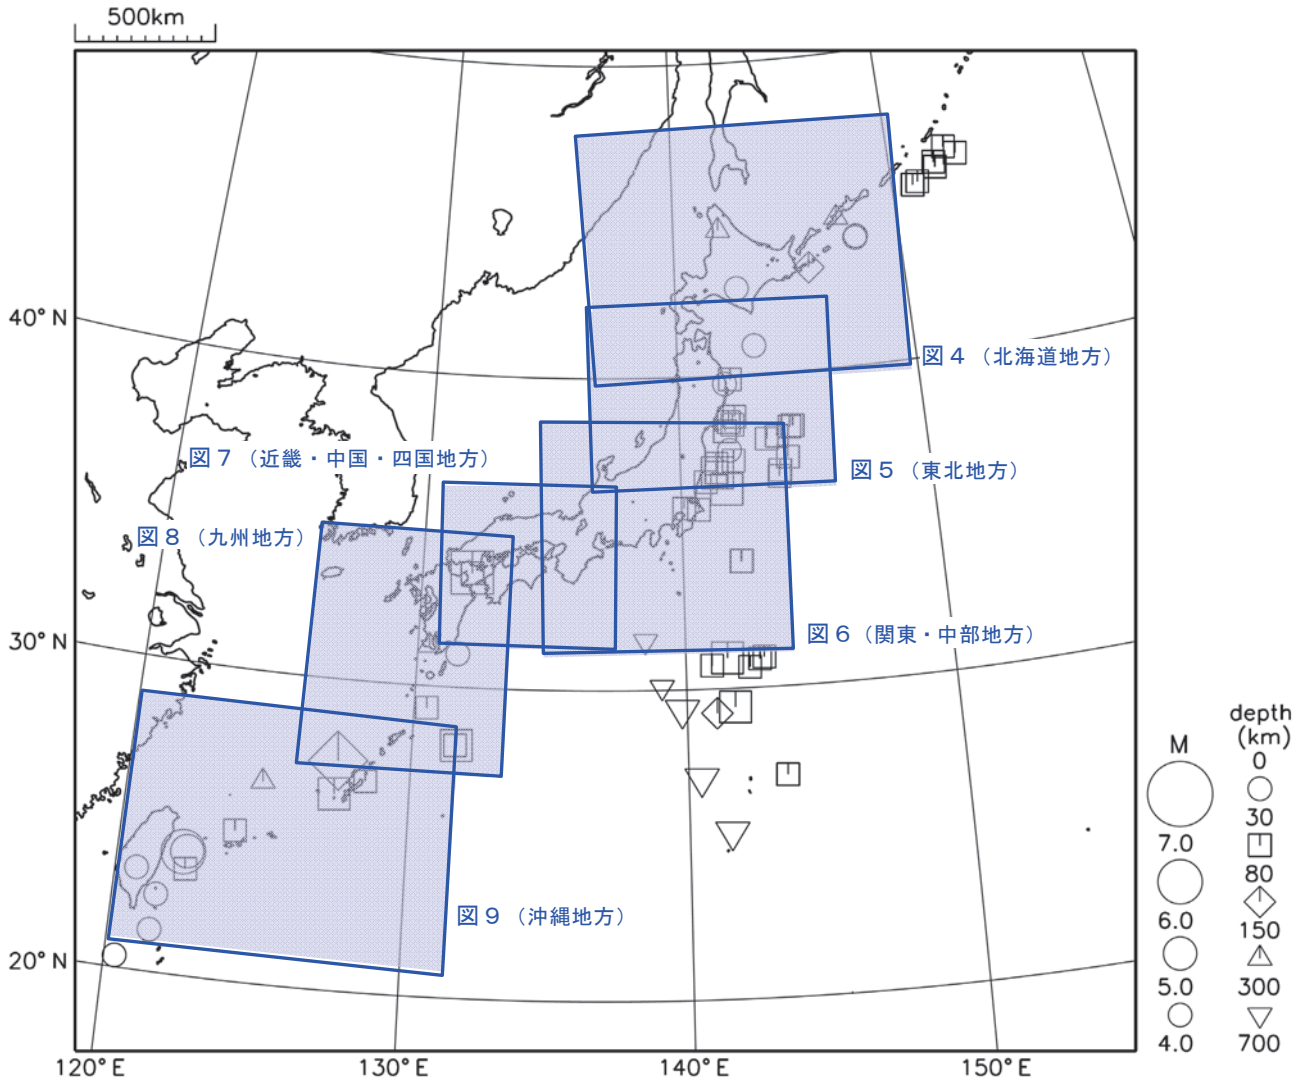 500km
40° N
30° N
20° N
120° E
130° E
140° E
150° E
図4（北海道地方）
図5（東北地方）
図6（関東・中部地方）
図7（近畿・中国・四国地方）
図8（九州地方）
図9（沖縄地方）
M
7.0
6.0
5.0
4.0
depth
(km)
0
30
80
150
300
700